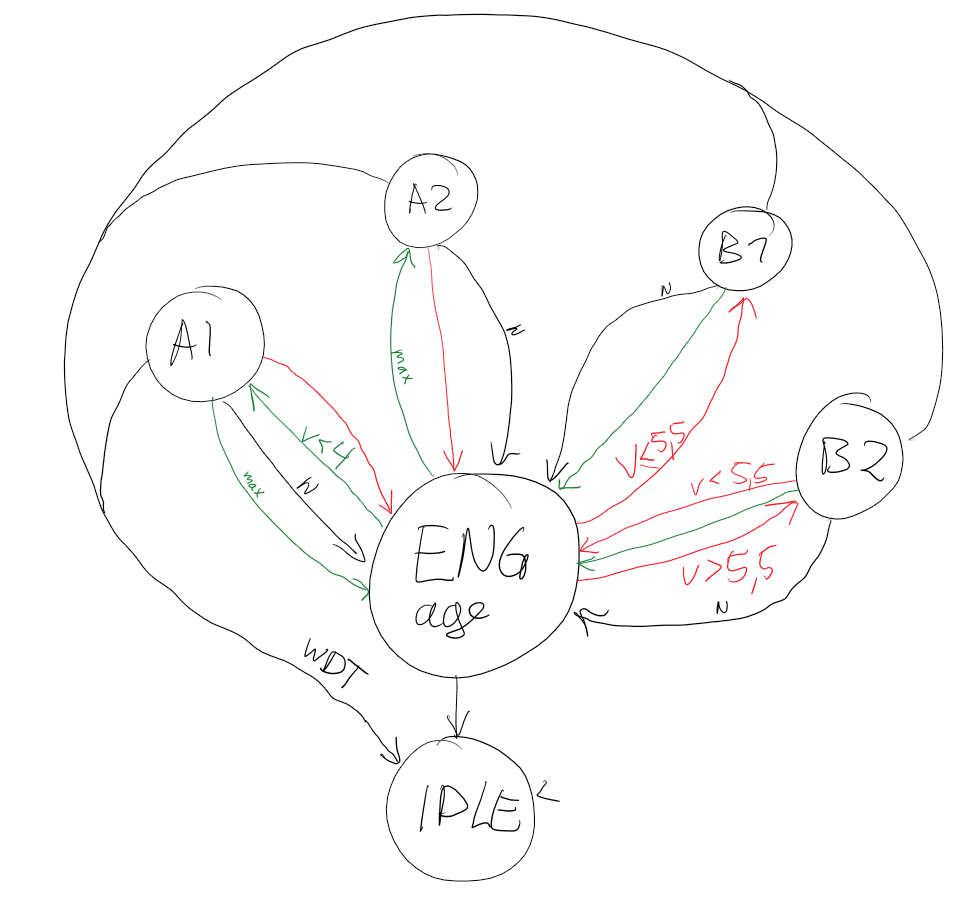 A2
B1
N
A1
N
max
V≤5,5
B2
V<4
v<5,5
max
N
ENG
age
v>5,5
N
WDT
IDLE